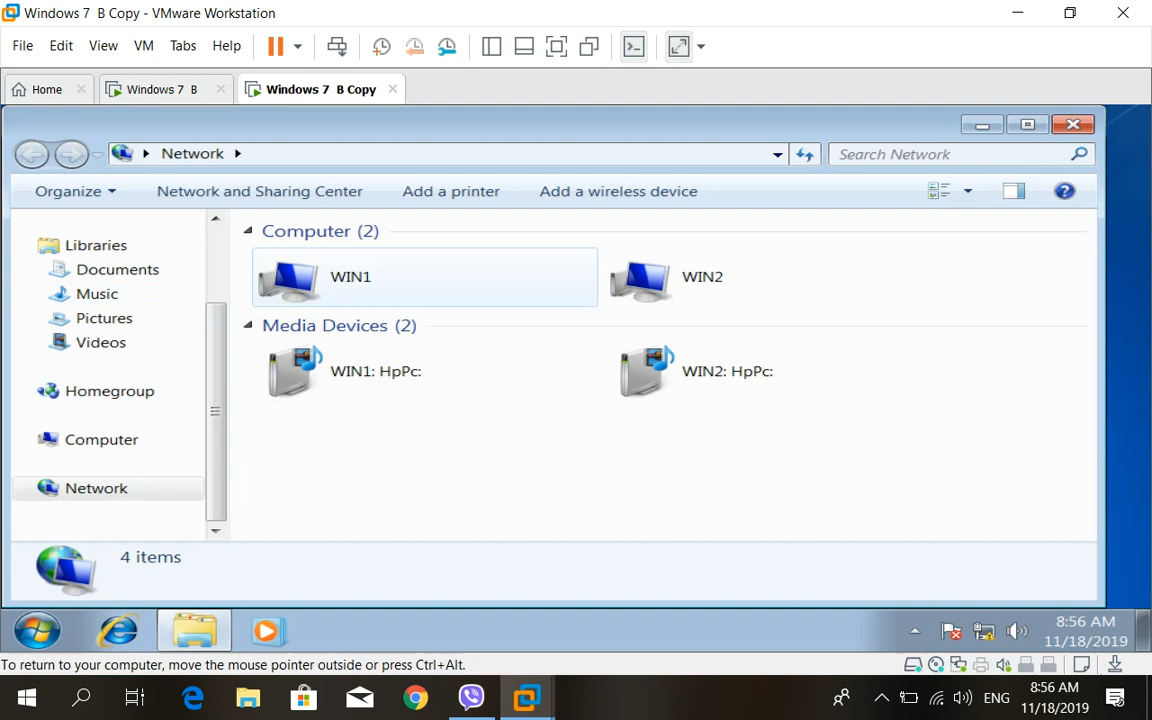 Windows 7 B Copy - VMware Workstation
File Edit View VM Tabs Help
Home Windows 7 B Windows 7 B Copy
Network
Search Network
Organize Network and Sharing Center Add a printer Add a wireless device
Libraries
Documents
Music
Pictures
Videos
Homegroup
Computer
Network
Computer (2)
WIN1 WIN2
Media Devices (2)
WIN1: HpPc: WIN2: HpPc:
4 items
8:56 AM
11/18/2019
To return to your computer, move the mouse pointer outside or press Ctrl+Alt.
ENG
8:56 AM
11/18/2019